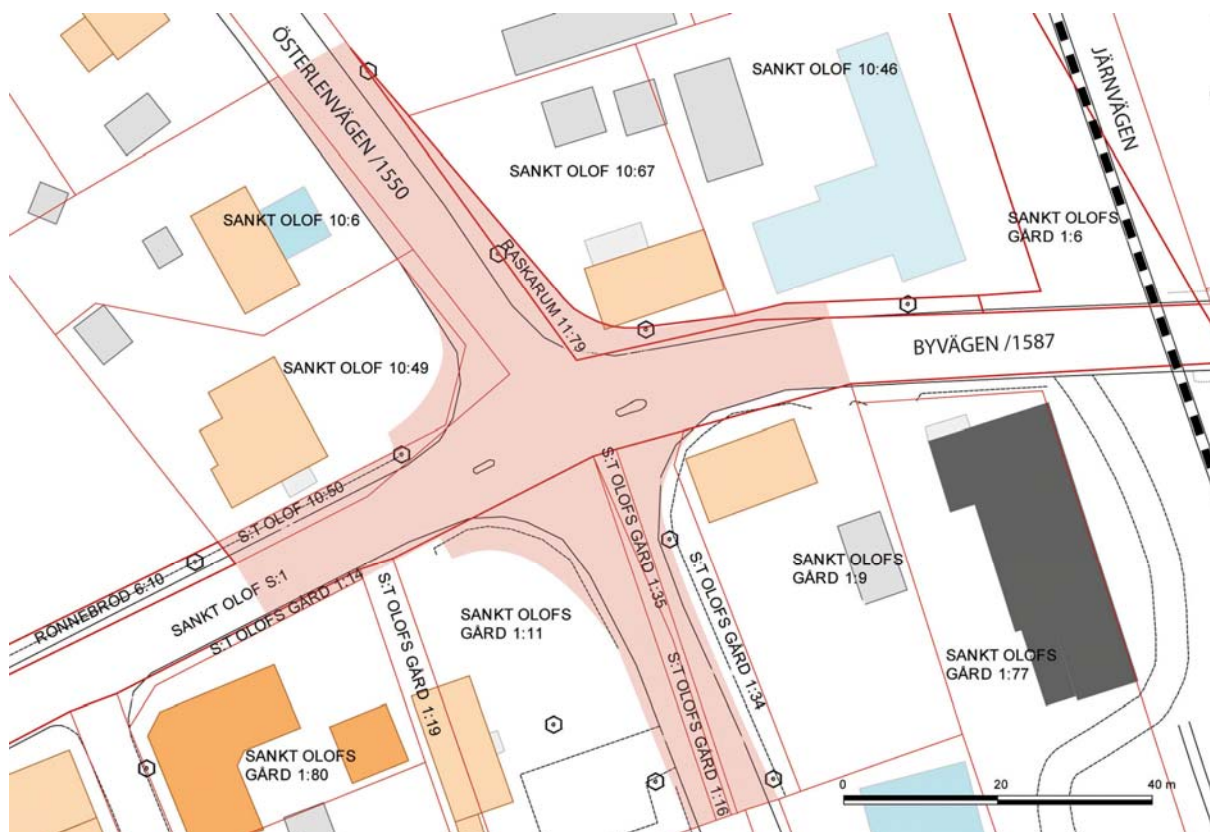 ÖSTERLENVÄGEN /1550
JÄRNVÄGEN
SANKT OLOF 10:46
SANKT OLOF 10:67
SANKT OLOF 10:6
SANKT OLOFS
GÅRD 1:6
RASKARUM 11:79
BYVÄGEN /1587
SANKT OLOF 10:49
S:T OLOF 10:50
RÖNNEBROD 6:10
SANKT OLOF S:1
S:T OLOFS GÅRD 1:14
S:T OLOFS GÅRD 1:19
SANKT OLOFS
GÅRD 1:11
S:T OLOFS GÅRD 1:35
S:T OLOFS GÅRD 1:34
S:T OLOFS GÅRD 1:16
SANKT OLOFS
GÅRD 1:9
SANKT OLOFS
GÅRD 1:77
SANKT OLOFS
GÅRD 1:80
0 20 40 m